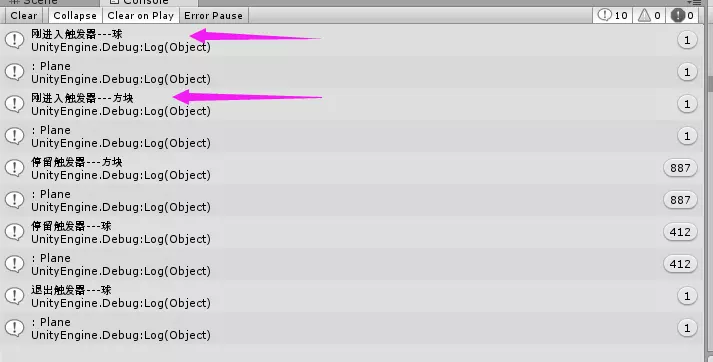 Scene
Console
Clear Collapse Clear on Play Error Pause 10 0 0
刚进入触发器---球
UnityEngine.Debug:Log(Object)
1
: Plane
UnityEngine.Debug:Log(Object)
1
刚进入触发器---方块
UnityEngine.Debug:Log(Object)
1
: Plane
UnityEngine.Debug:Log(Object)
1
停留触发器---方块
UnityEngine.Debug:Log(Object)
887
: Plane
UnityEngine.Debug:Log(Object)
887
停留触发器---球
UnityEngine.Debug:Log(Object)
412
: Plane
UnityEngine.Debug:Log(Object)
412
退出触发器---球
UnityEngine.Debug:Log(Object)
1
: Plane
UnityEngine.Debug:Log(Object)
1